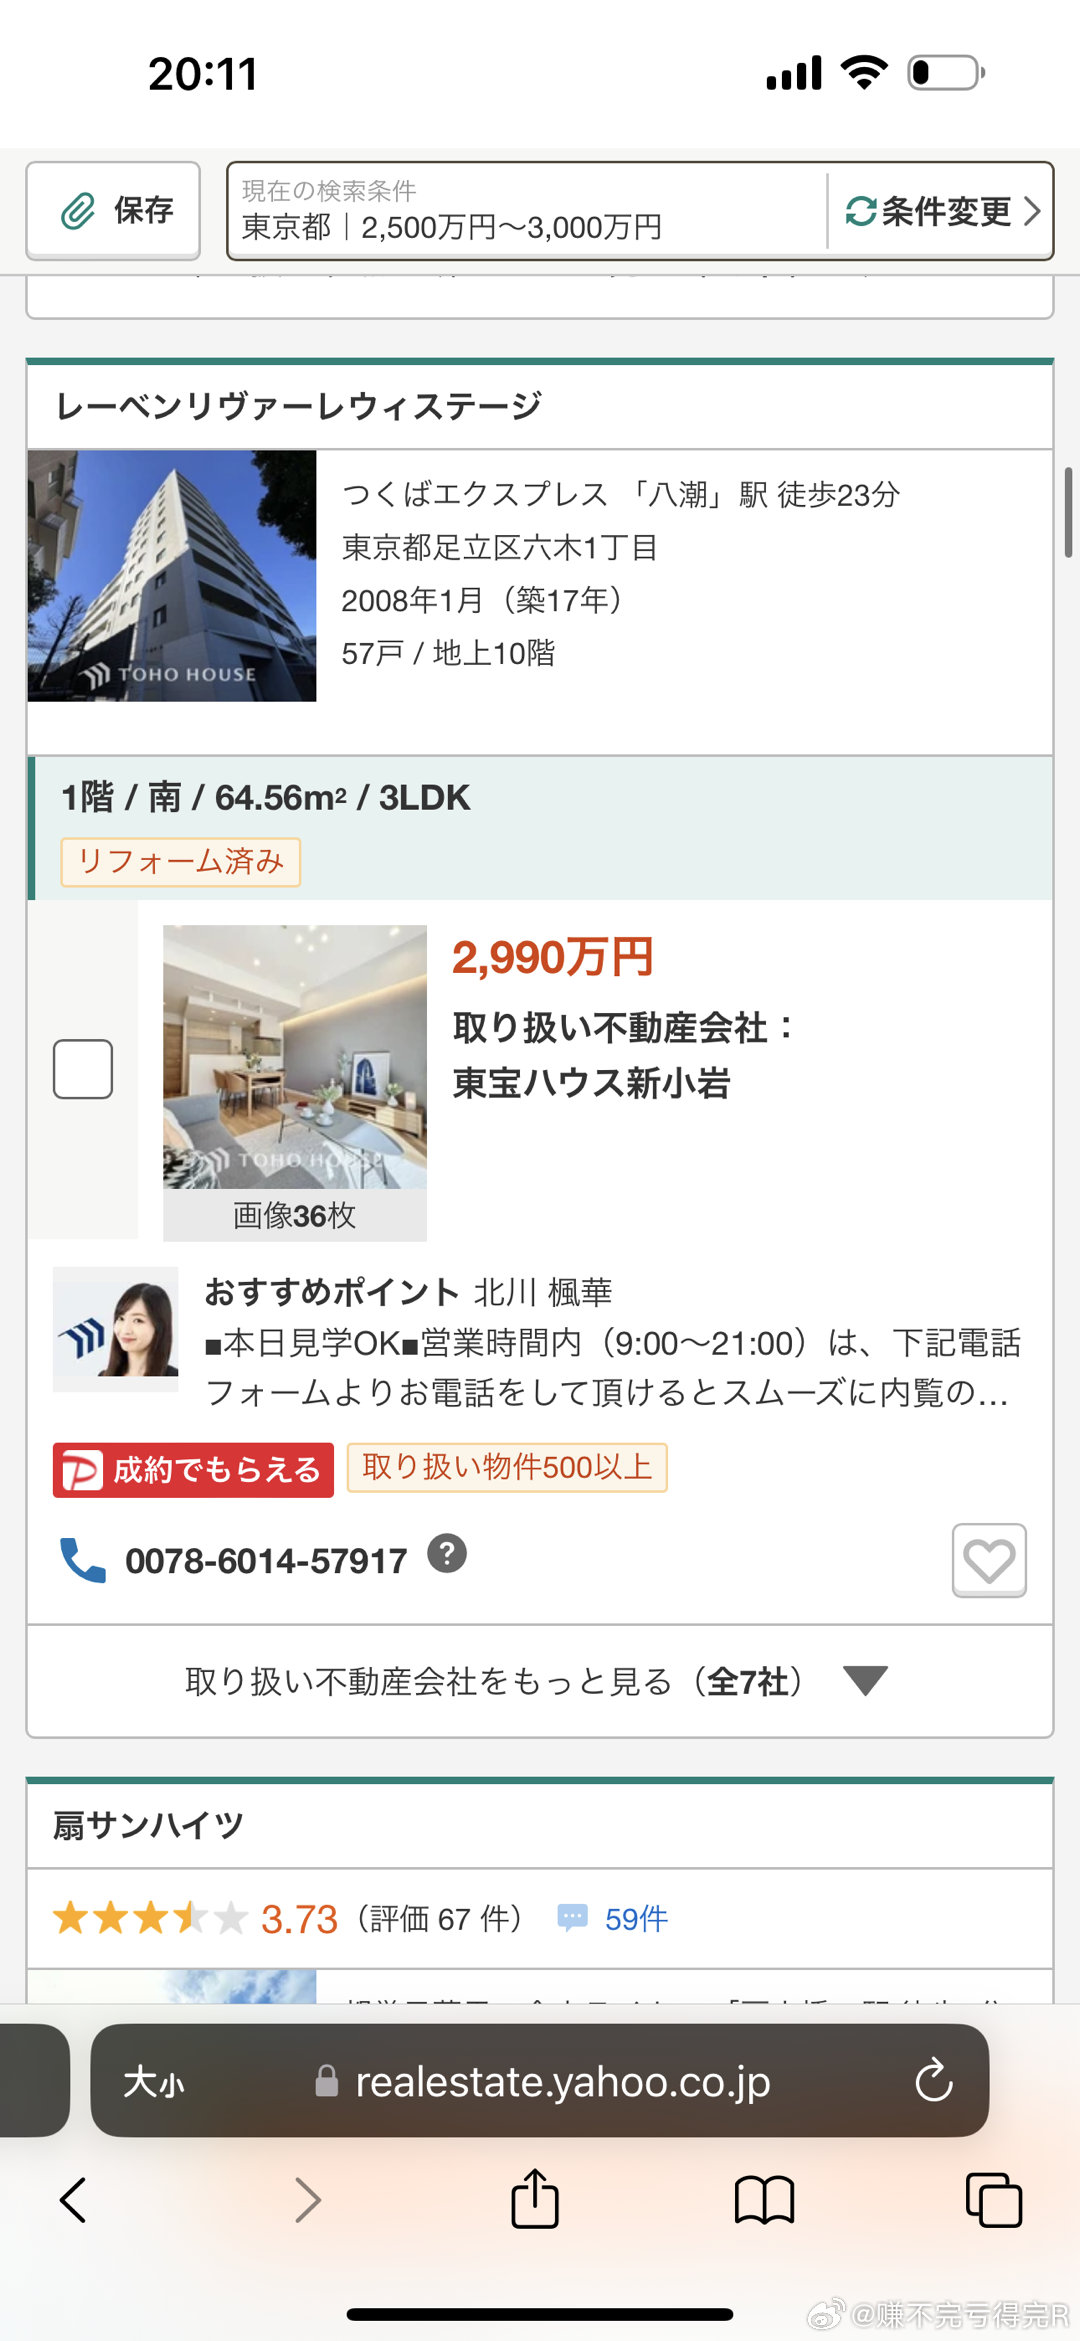 20:11
保存
現在の検索条件
東京都｜2,500万円〜3,000万円
条件変更
レーベンリヴァーレウィステージ
TOHO HOUSE
つくばエクスプレス 「八潮」駅 徒歩23分
東京都足立区六木1丁目
2008年1月（築17年）
57戸 / 地上10階
1階 / 南 / 64.56m² / 3LDK
リフォーム済み
2,990万円
取り扱い不動産会社：
東宝ハウス新小岩
TOHO HOUSE
画像36枚
おすすめポイント 北川 楓華
■本日見学OK■営業時間内（9:00〜21:00）は、下記電話
フォームよりお電話をして頂けるとスムーズに内覧の…
成約でもらえる
取り扱い物件500以上
0078-6014-57917
?
取り扱い不動産会社をもっと見る（全7社）
扇サンハイツ
3.73（評価 67 件） 59件
大小
realestate.yahoo.co.jp
@赚不完亏得完R